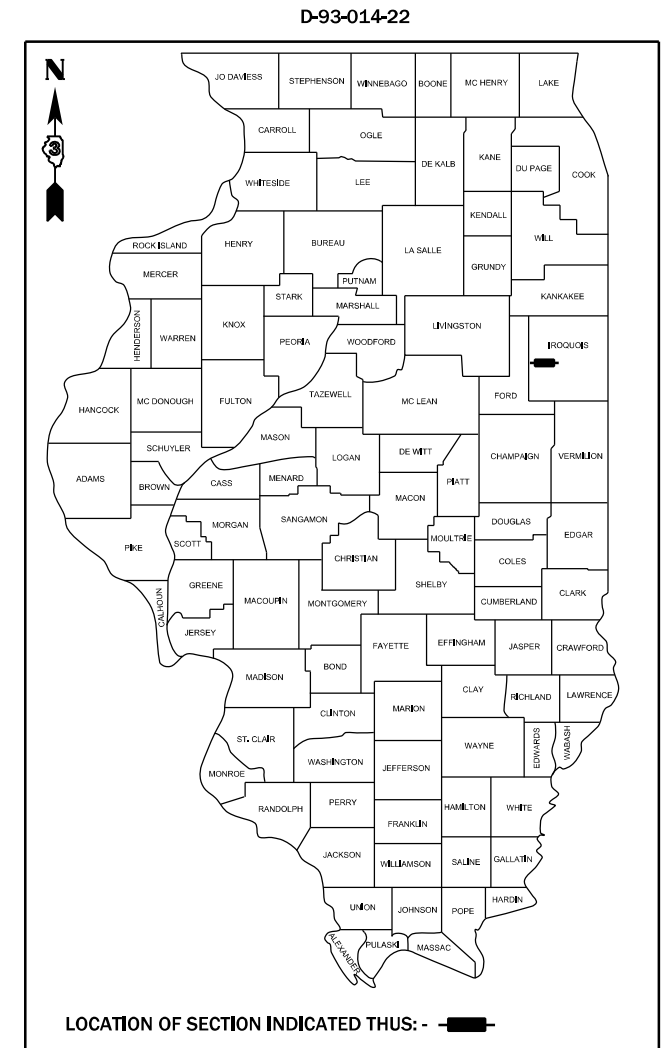 D-93-014-22
N
3
JO DAVIESS STEPHENSON WINNEBAGO BOONE MC HENRY LAKE
CARROLL OGLE
DE KALB KANE DU PAGE COOK
WHITESIDE LEE
KENDALL
ROCK ISLAND HENRY BUREAU LA SALLE WILL
MERCER PUTNAM GRUNDY
STARK MARSHALL KANKAKEE
HENDERSON WARREN KNOX PEORIA WOODFORD LIVINGSTON IROQUOIS
HANCOCK MC DONOUGH FULTON TAZEWELL MC LEAN FORD
MASON
SCHUYLER LOGAN DE WITT CHAMPAIGN VERMILION
ADAMS BROWN CASS MENARD PIATT
MACON
MORGAN SANGAMON DOUGLAS
PIKE SCOTT CHRISTIAN MOULTRIE EDGAR
COLES
GREENE SHELBY
CALHOUN MACOUPIN MONTGOMERY CUMBERLAND CLARK
JERSEY FAYETTE EFFINGHAM JASPER CRAWFORD
MADISON BOND
CLAY RICHLAND LAWRENCE
CLINTON MARION
ST. CLAIR WAYNE EDWARDS WABASH
MONROE WASHINGTON JEFFERSON
RANDOLPH PERRY HAMILTON WHITE
FRANKLIN
JACKSON WILLIAMSON SALINE GALLATIN
UNION JOHNSON POPE HARDIN
ALEXANDER PULASKI MASSAC
LOCATION OF SECTION INDICATED THUS: -